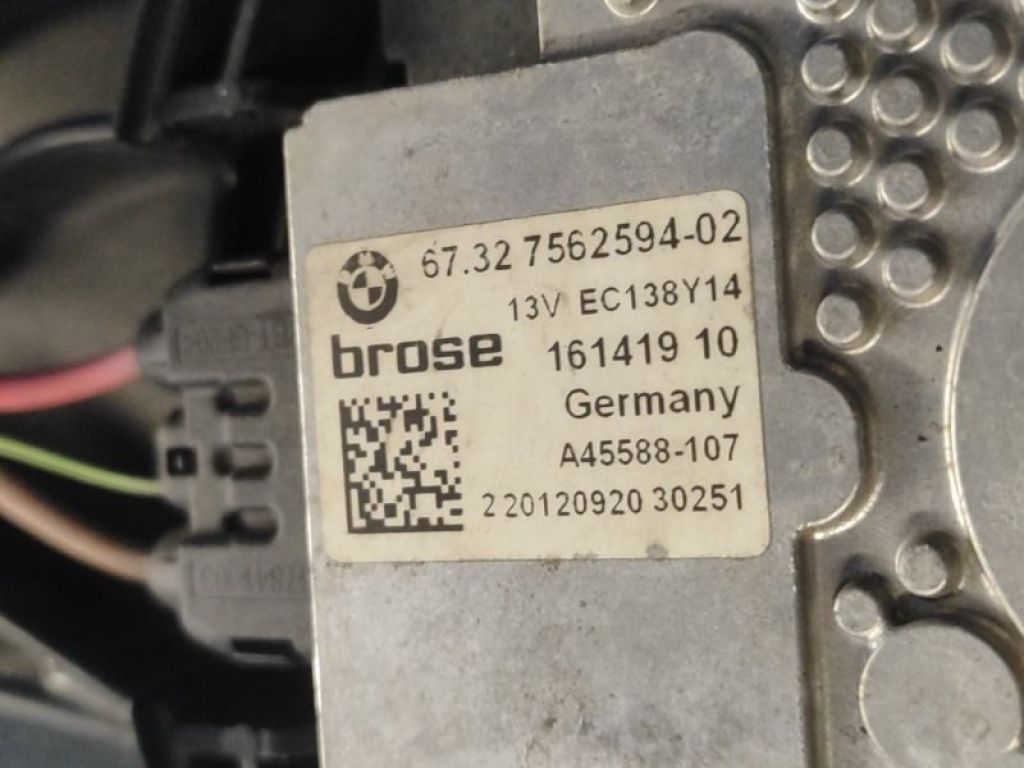 67.32 7562594-02
13V EC138Y14
brose
161419 10
Germany
A45588-107
2 20120920 30251